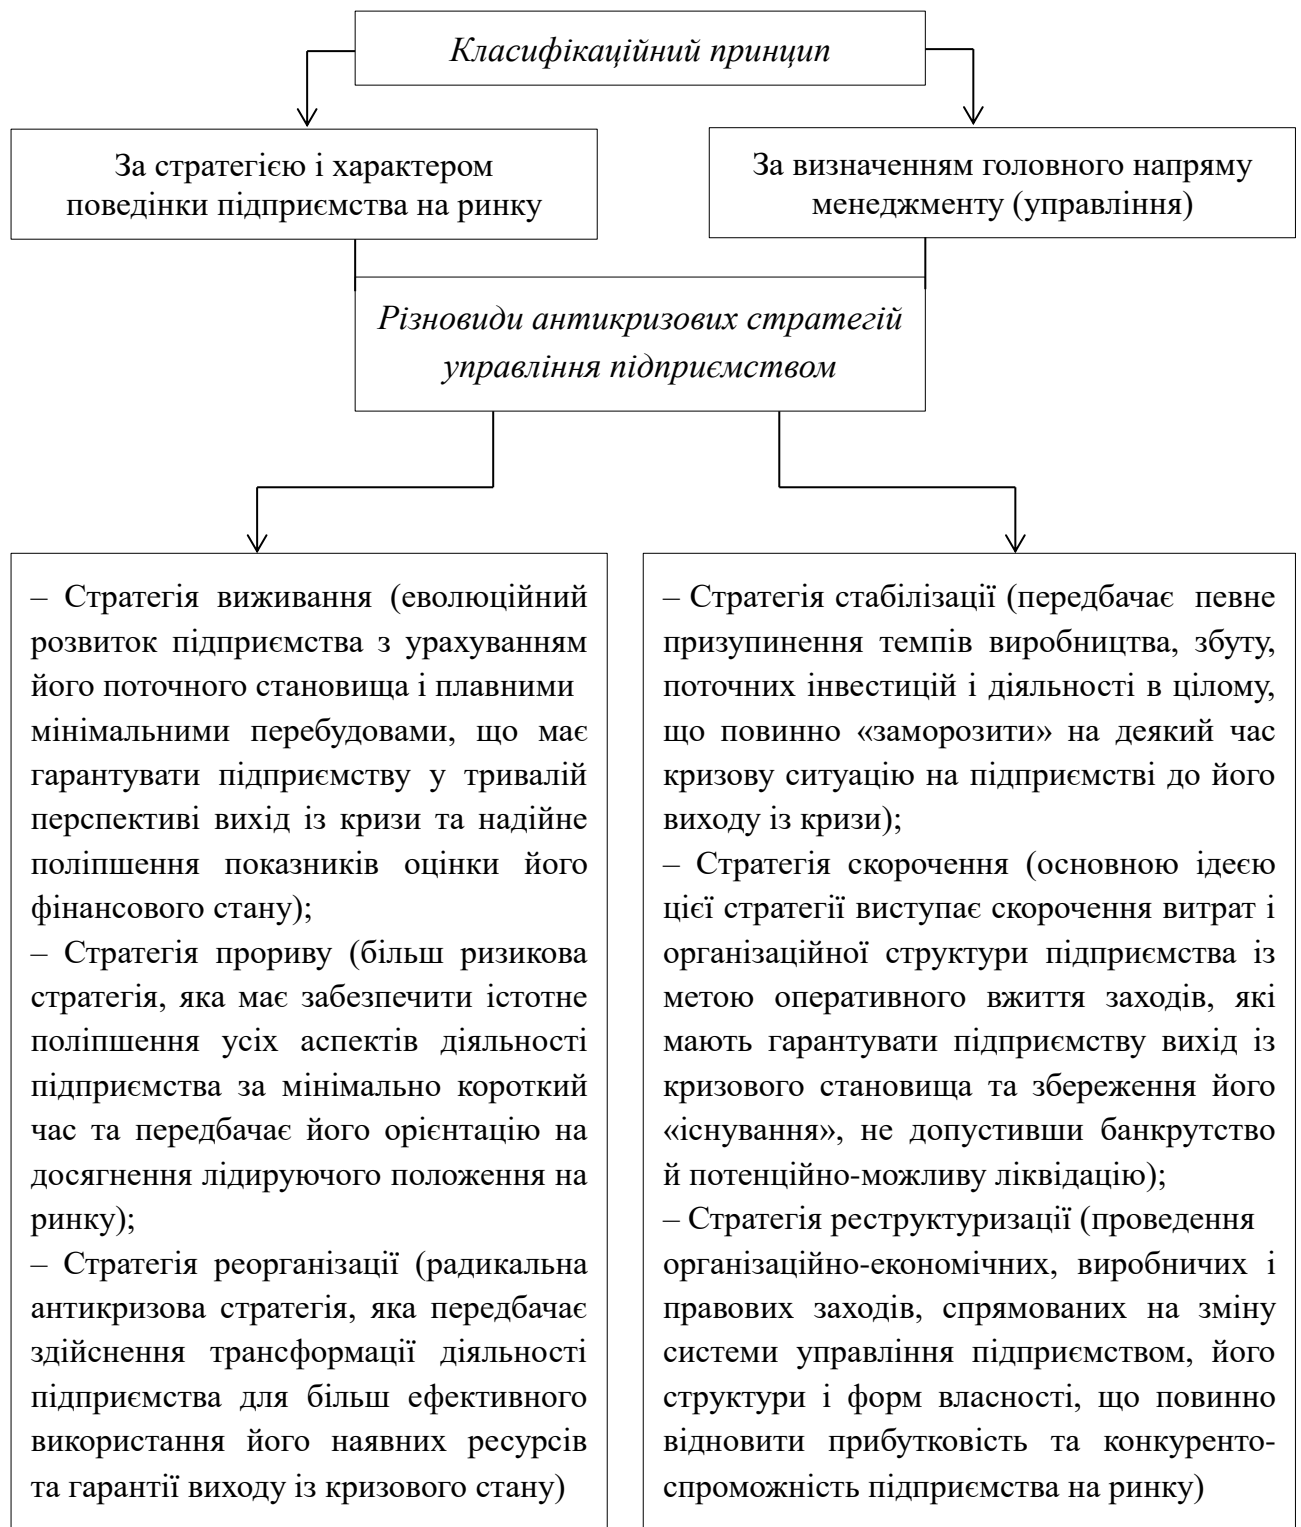 Класифікаційний принцип
За стратегією і характером
поведінки підприємства на ринку
За визначенням головного напряму
менеджменту (управління)
Різновиди антикризових стратегій
управління підприємством
– Стратегія виживання (еволюційний
розвиток підприємства з урахуванням
його поточного становища і плавними
мінімальними перебудовами, що має
гарантувати підприємству у тривалій
перспективі вихід із кризи та надійне
поліпшення показників оцінки його
фінансового стану);
– Стратегія прориву (більш ризикова
стратегія, яка має забезпечити істотне
поліпшення усіх аспектів діяльності
підприємства за мінімально короткий
час та передбачає його орієнтацію на
досягнення лідируючого положення на
ринку);
– Стратегія реорганізації (радикальна
антикризова стратегія, яка передбачає
здійснення трансформації діяльності
підприємства для більш ефективного
використання його наявних ресурсів
та гарантії виходу із кризового стану)
– Стратегія стабілізації (передбачає певне
призупинення темпів виробництва, збуту,
поточних інвестицій і діяльності в цілому,
що повинно «заморозити» на деякий час
кризову ситуацію на підприємстві до його
виходу із кризи);
– Стратегія скорочення (основною ідеєю
цієї стратегії виступає скорочення витрат і
організаційної структури підприємства із
метою оперативного вжиття заходів, які
мають гарантувати підприємству вихід із
кризового становища та збереження його
«існування», не допустивши банкрутство
й потенційно-можливу ліквідацію);
– Стратегія реструктуризації (проведення
організаційно-економічних, виробничих і
правових заходів, спрямованих на зміну
системи управління підприємством, його
структури і форм власності, що повинно
відновити прибутковість та конкуренто-
спроможність підприємства на ринку)